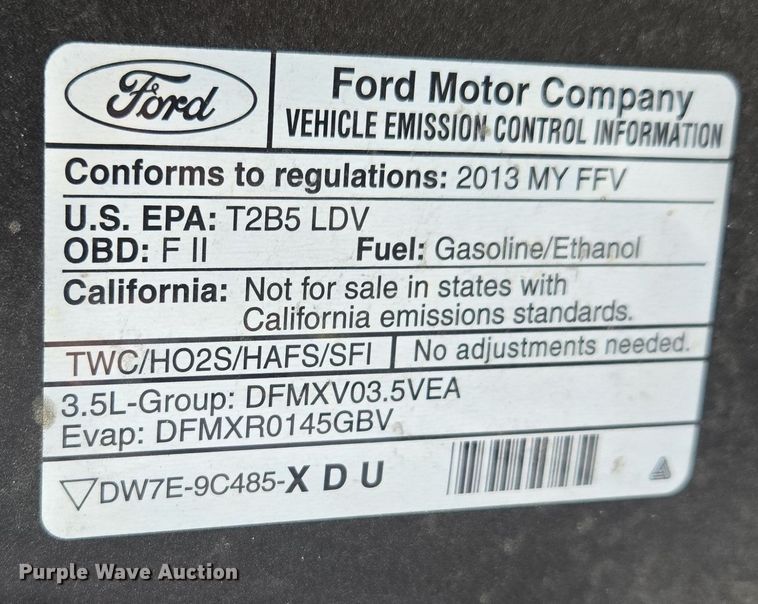 Ford
Ford Motor Company
VEHICLE EMISSION CONTROL INFORMATION
Conforms to regulations: 2013 MY FFV
U.S. EPA: T2B5 LDV
OBD: F II Fuel: Gasoline/Ethanol
California: Not for sale in states with
California emissions standards.
TWC/HO2S/HAFS/SFI No adjustments needed.
3.5L-Group: DFMXV03.5VEA
Evap: DFMXR0145GBV
▽DW7E-9C485-X D U
Purple Wave Auction